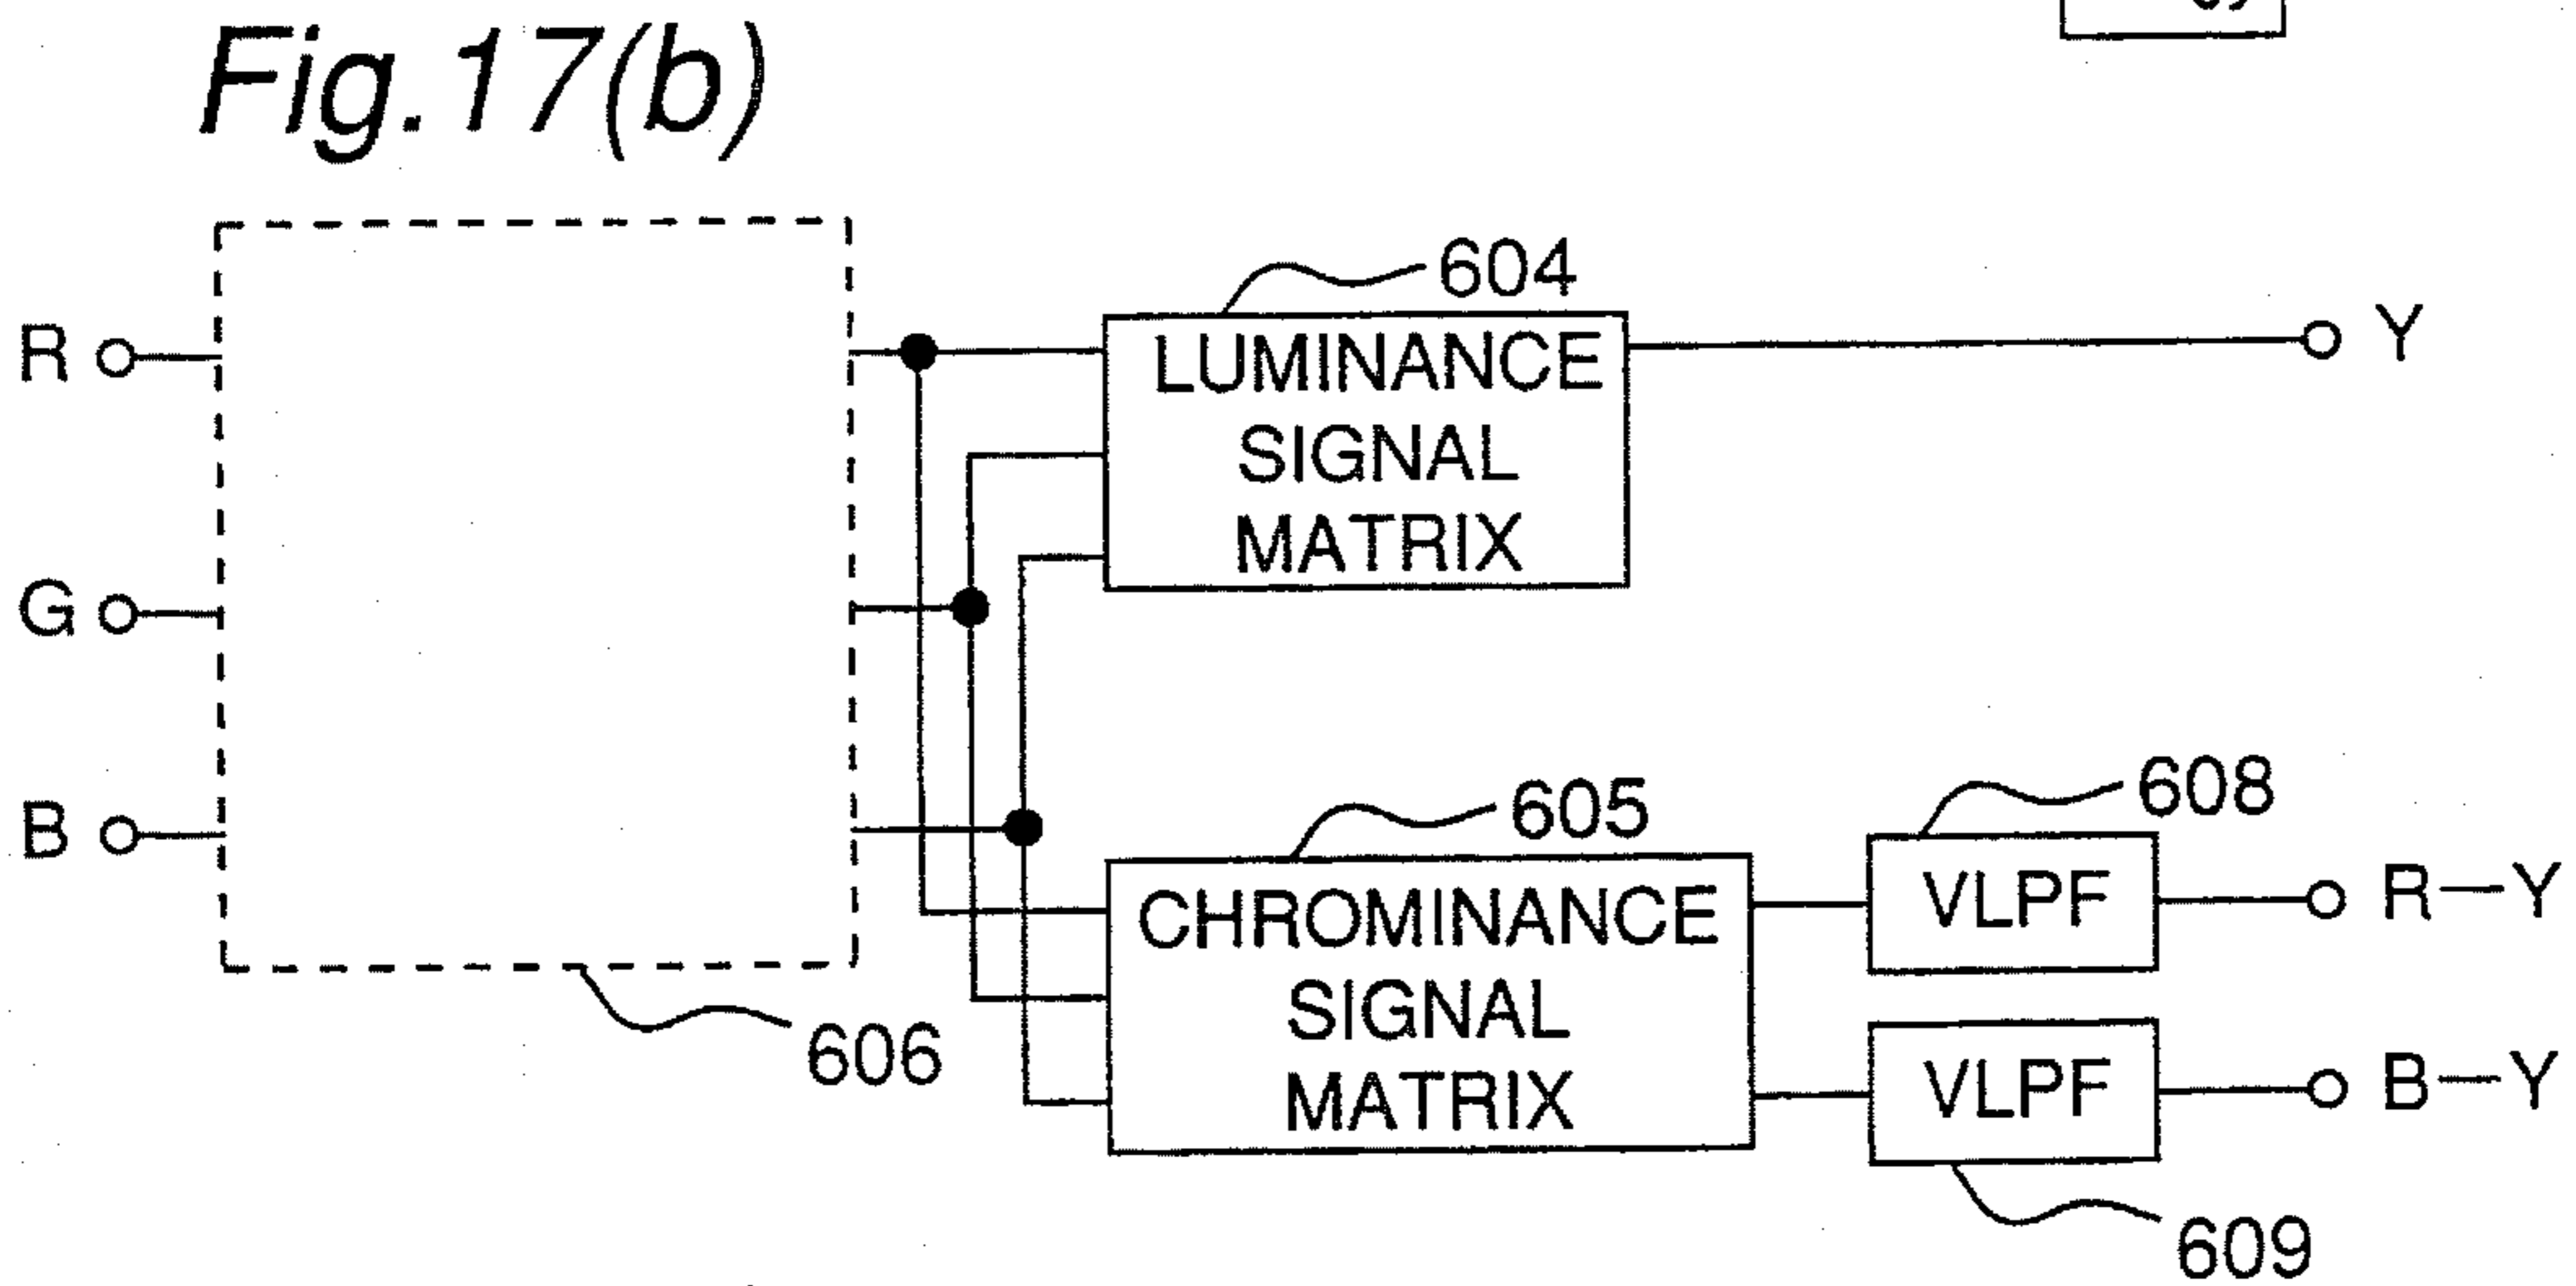 Fig.17(b)
604
R
LUMINANCE
SIGNAL
MATRIX
Y
G
B
606
605
CHROMINANCE
SIGNAL
MATRIX
608
VLPF
R—Y
VLPF
B—Y
609